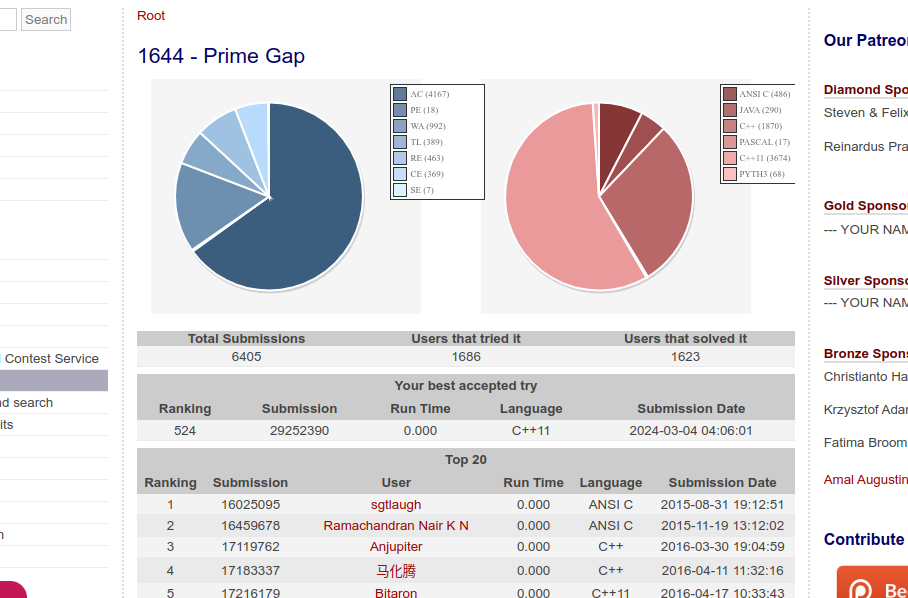 Search
Contest Service
nd search
its
n
Root
1644 - Prime Gap
AC (4167)
PE (18)
WA (992)
TL (389)
RE (463)
CE (369)
SE (7)
ANSI C (486)
JAVA (290)
C++ (1870)
PASCAL (17)
C++11 (3674)
PYTH3 (68)
Total Submissions Users that tried it Users that solved it
6405 1686 1623
Your best accepted try
Ranking Submission Run Time Language Submission Date
524 29252390 0.000 C++11 2024-03-04 04:06:01
Top 20
Ranking Submission User Run Time Language Submission Date
1 16025095 sgtlaugh 0.000 ANSI C 2015-08-31 19:12:51
2 16459678 Ramachandran Nair K N 0.000 ANSI C 2015-11-19 13:12:02
3 17119762 Anjupiter 0.000 C++ 2016-03-30 19:04:59
4 17183337 马化腾 0.000 C++ 2016-04-11 11:32:16
5 17216179 Bitaron 0.000 C++11 2016-04-17 10:33:43
Our Patreo
Diamond Spo
Steven & Felix
Reinardus Pra
Gold Sponso
--- YOUR NAM
Silver Sponso
--- YOUR NAM
Bronze Spons
Christianto Ha
Krzysztof Adar
Fatima Broom
Amal Augustin
Contribute
Be